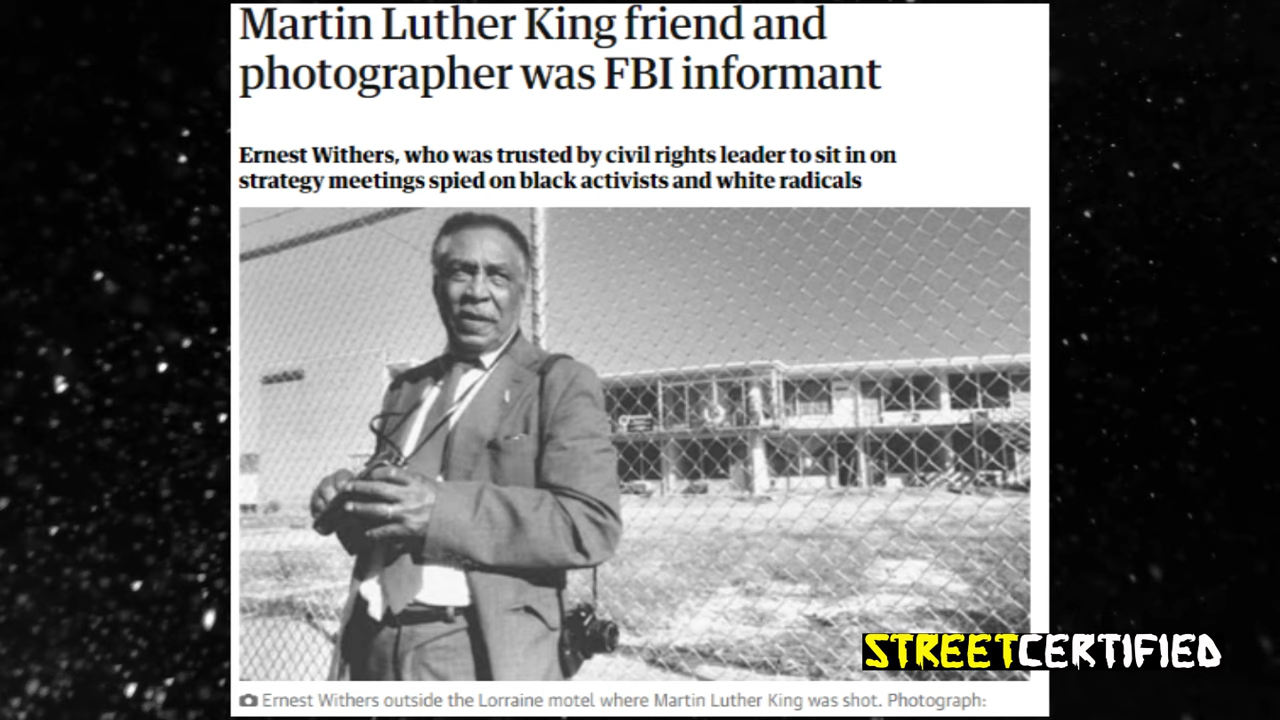 Martin Luther King friend and
photographer was FBI informant
Ernest Withers, who was trusted by civil rights leader to sit in on
strategy meetings spied on black activists and white radicals
STREETCERTIFIED
Ernest Withers outside the Lorraine motel where Martin Luther King was shot. Photograph: